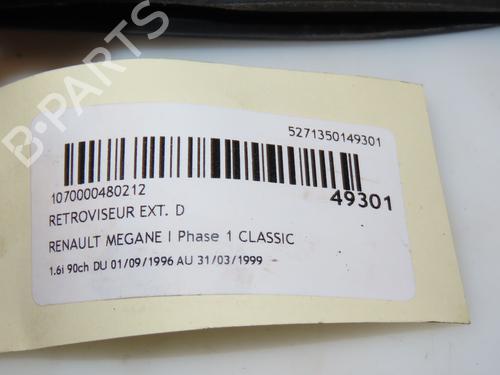 B-PARTS
5271350149301
1070000480212
49301
RETROVISEUR EXT. D
RENAULT MEGANE I Phase 1 CLASSIC
1.6i 90ch DU 01/09/1996 AU 31/03/1999